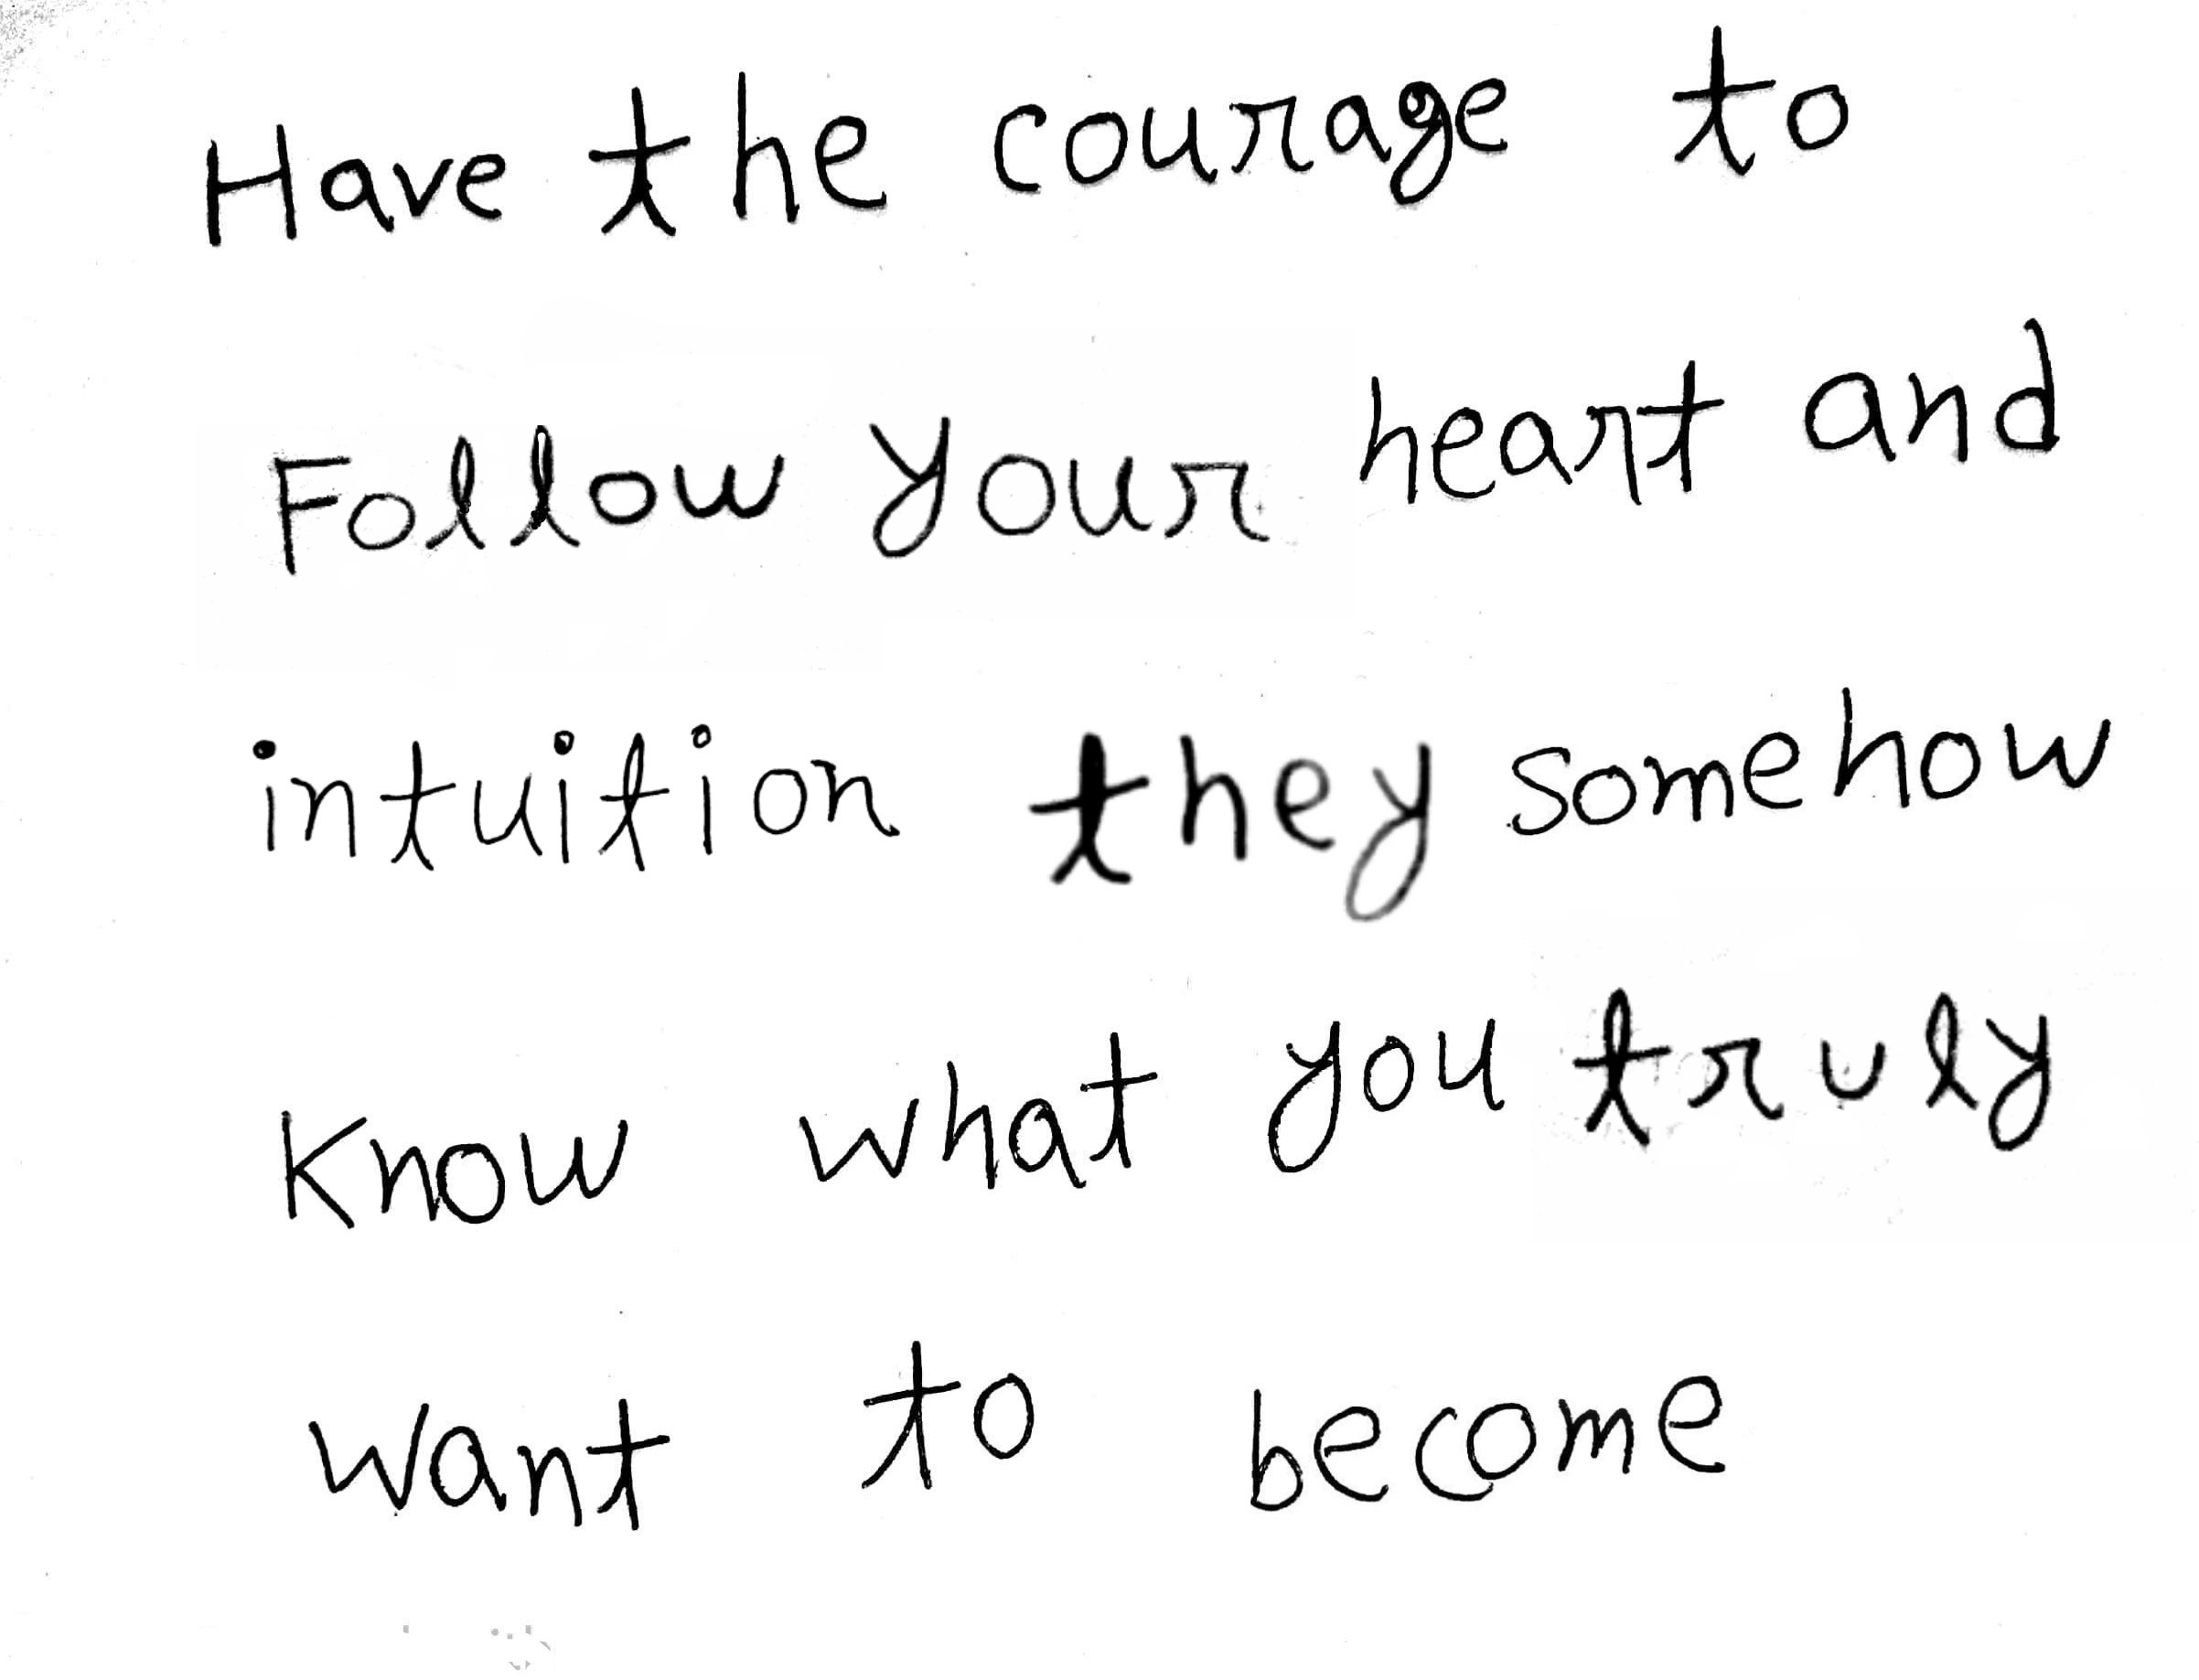 Have the courage to
Follow your heart and
intuition they somehow
Know what you truly
want to become